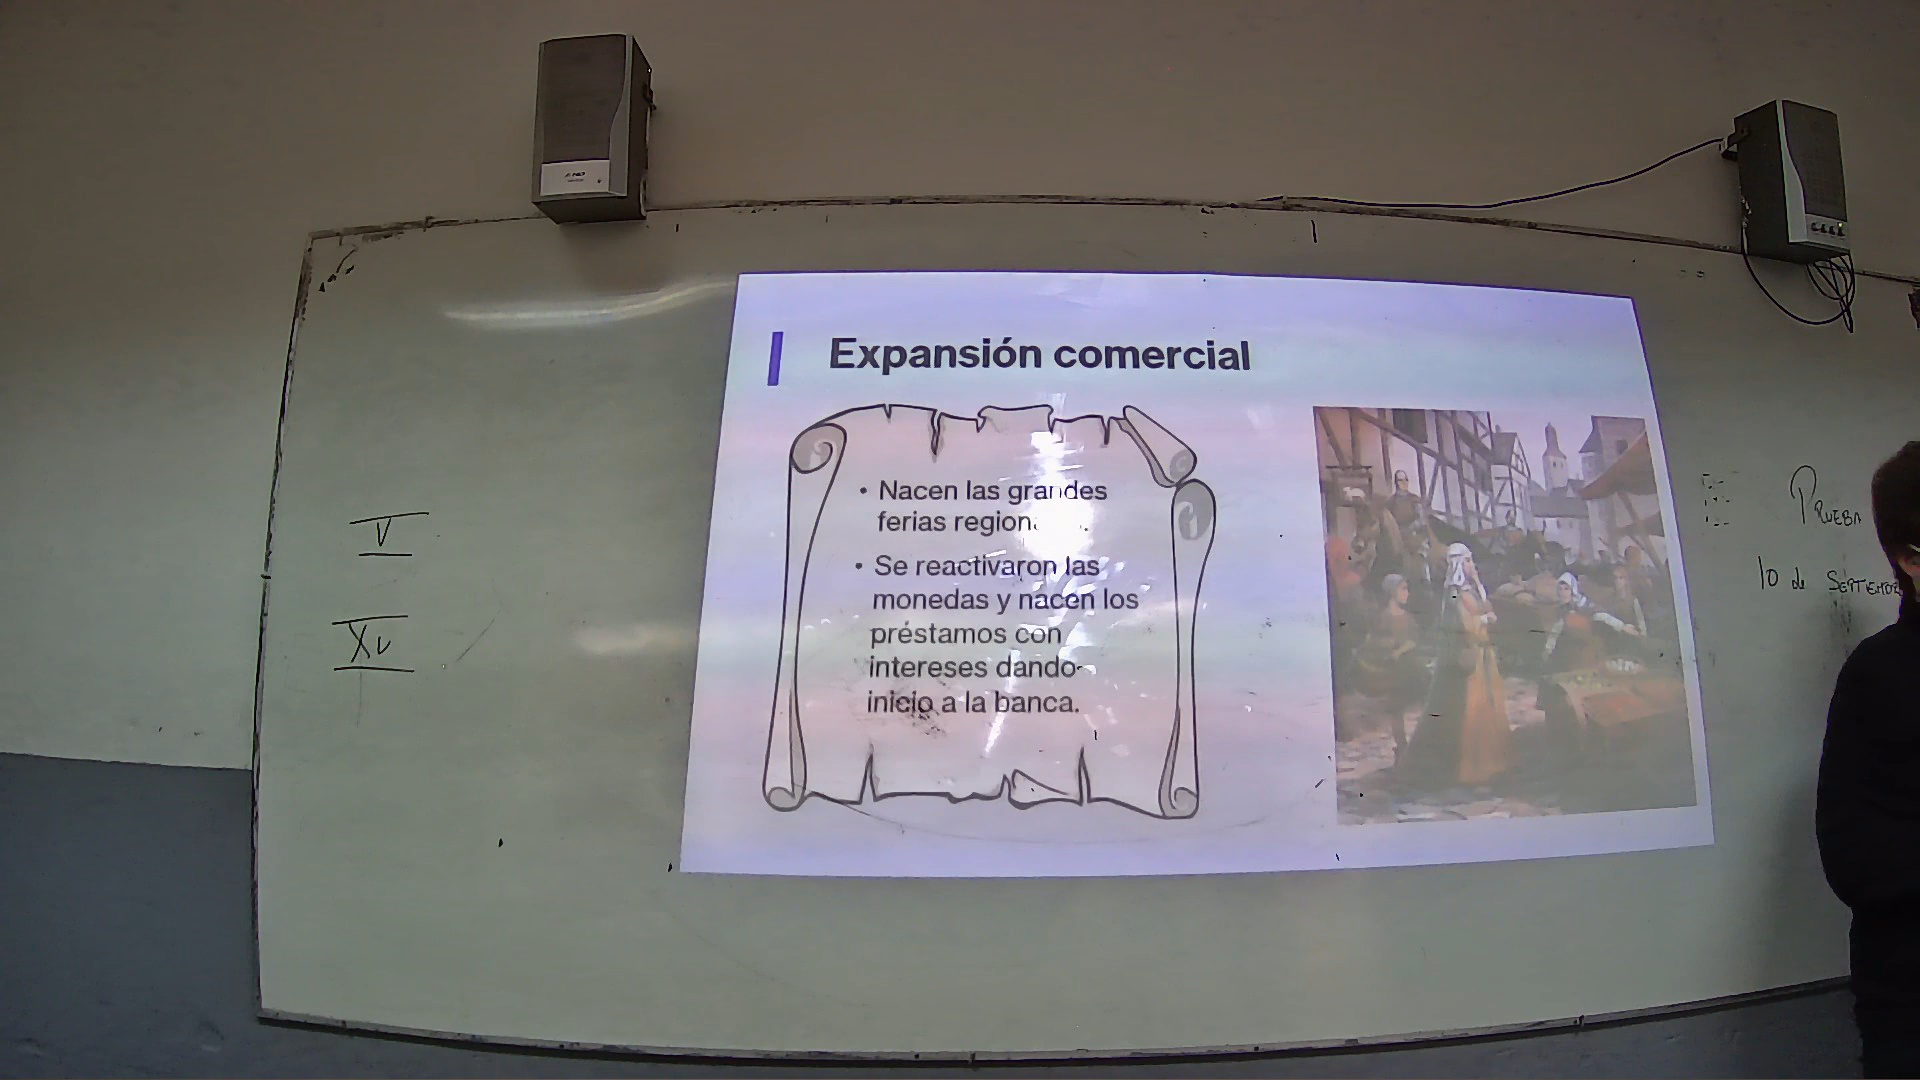 Expansión comercial
• Nacen las grandes
ferias
• Se reactivaron las
monedas y nacen los
préstamos con
intereses dando
inicio a la banca.
V
XV
PRUEBA
10 de SEPTIEMBRE